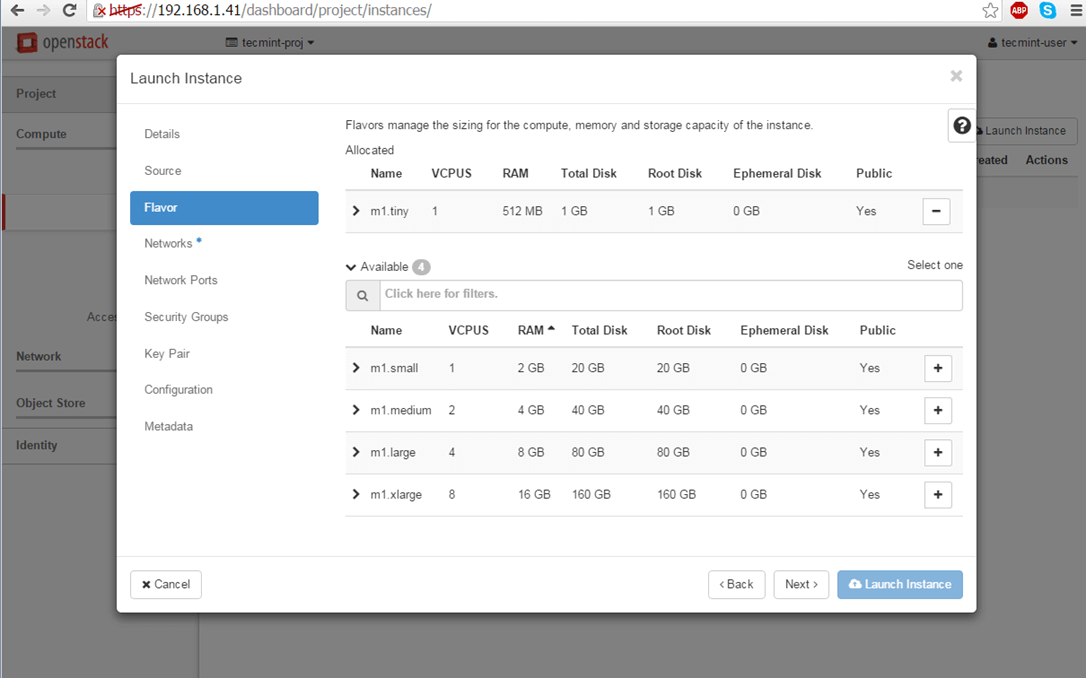 https://192.168.1.41/dashboard/project/instances/
ABP
openstack
tecmint-proj
tecmint-user
Launch Instance
Project
Compute
Acces
Network
Object Store
Identity
Launch Instance
eated Actions
Details
Source
Flavor
Networks *
Network Ports
Security Groups
Key Pair
Configuration
Metadata
Flavors manage the sizing for the compute, memory and storage capacity of the instance.
Allocated
Name VCPUS RAM Total Disk Root Disk Ephemeral Disk Public
m1.tiny 1 512 MB 1 GB 1 GB 0 GB Yes
Available 4 Select one
Click here for filters.
Name VCPUS RAM Total Disk Root Disk Ephemeral Disk Public
m1.small 1 2 GB 20 GB 20 GB 0 GB Yes
m1.medium 2 4 GB 40 GB 40 GB 0 GB Yes
m1.large 4 8 GB 80 GB 80 GB 0 GB Yes
m1.xlarge 8 16 GB 160 GB 160 GB 0 GB Yes
Cancel
Back
Next
Launch Instance